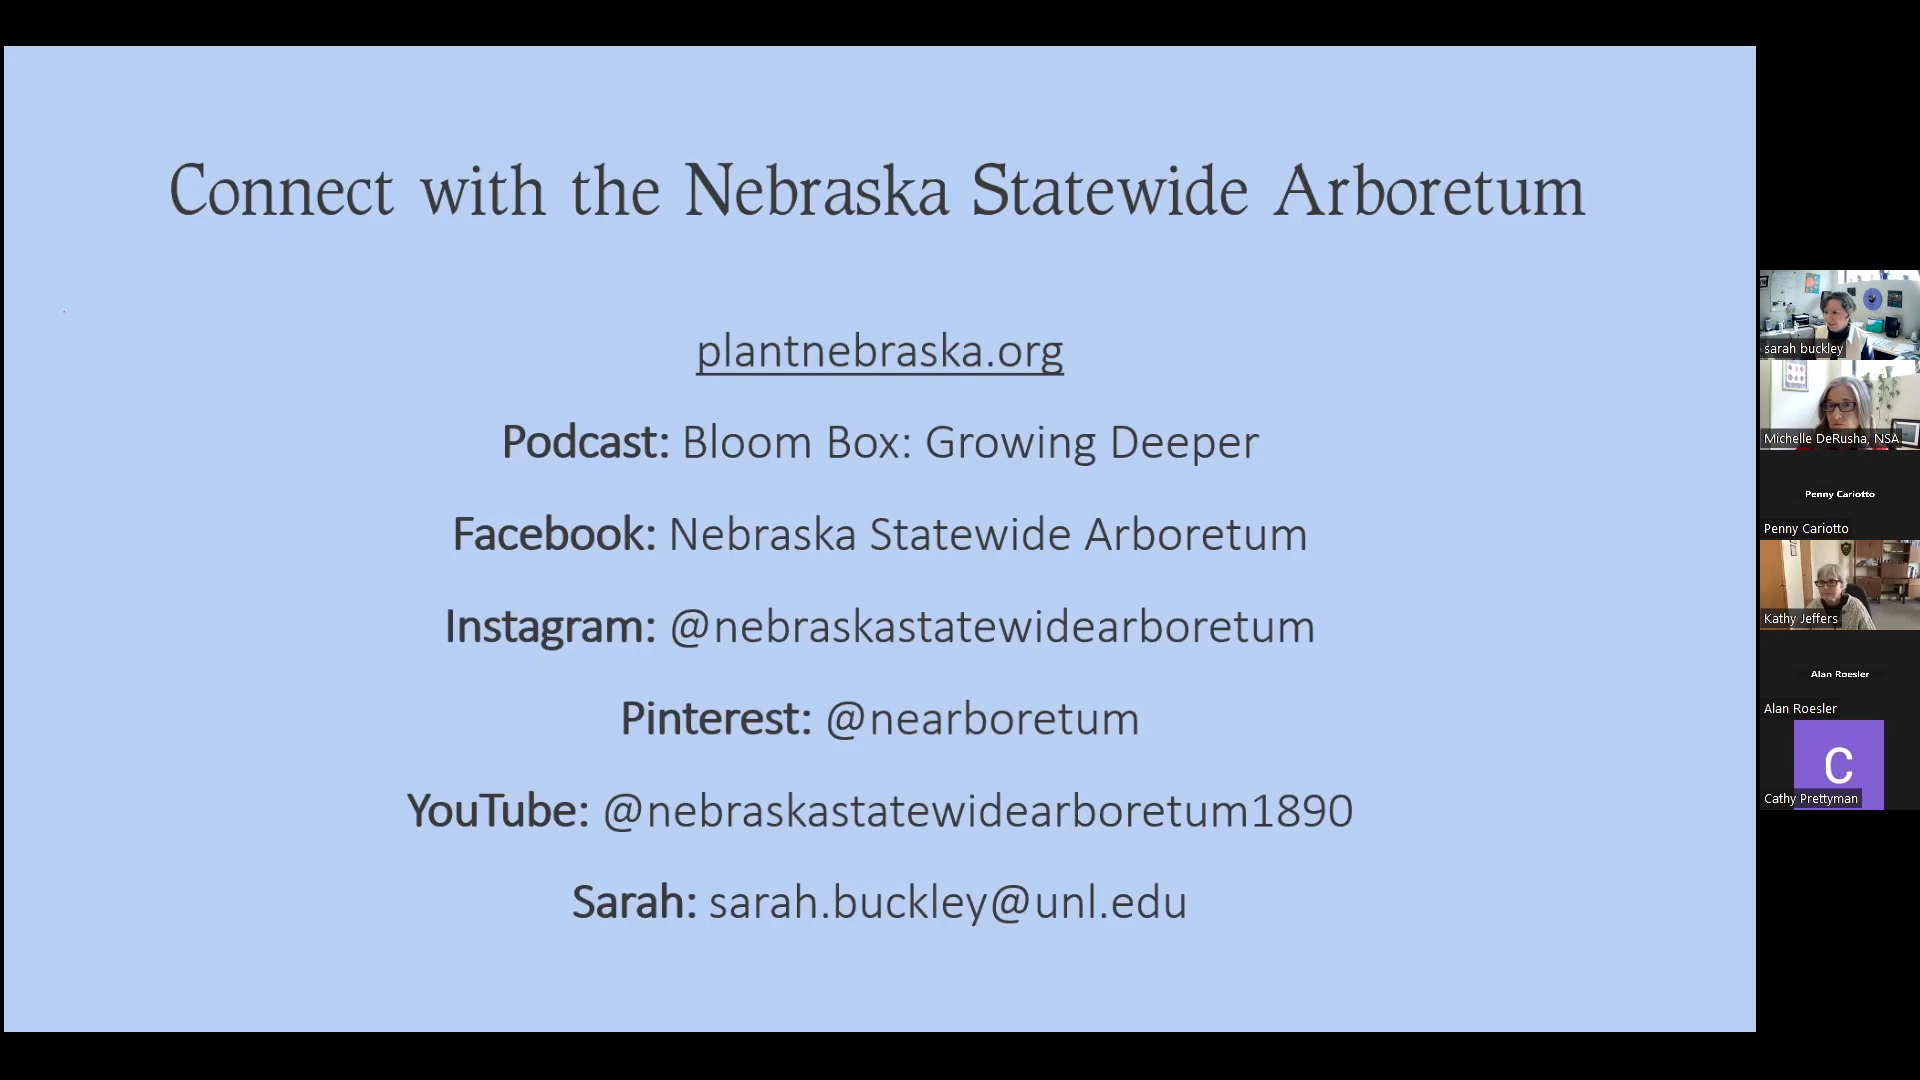 Connect with the Nebraska Statewide Arboretum
plantnebraska.org
Podcast: Bloom Box: Growing Deeper
Facebook: Nebraska Statewide Arboretum
Instagram: @nebraskastatewidearboretum
Pinterest: @nearboretum
YouTube: @nebraskastatewidearboretum1890
Sarah: sarah.buckley@unl.edu
sarah buckley
Michelle DeRusha, NSA
Penny Cariotto
Penny Cariotto
Kathy Jeffers
Alan Roesler
Alan Roesler
C
Cathy Prettyman